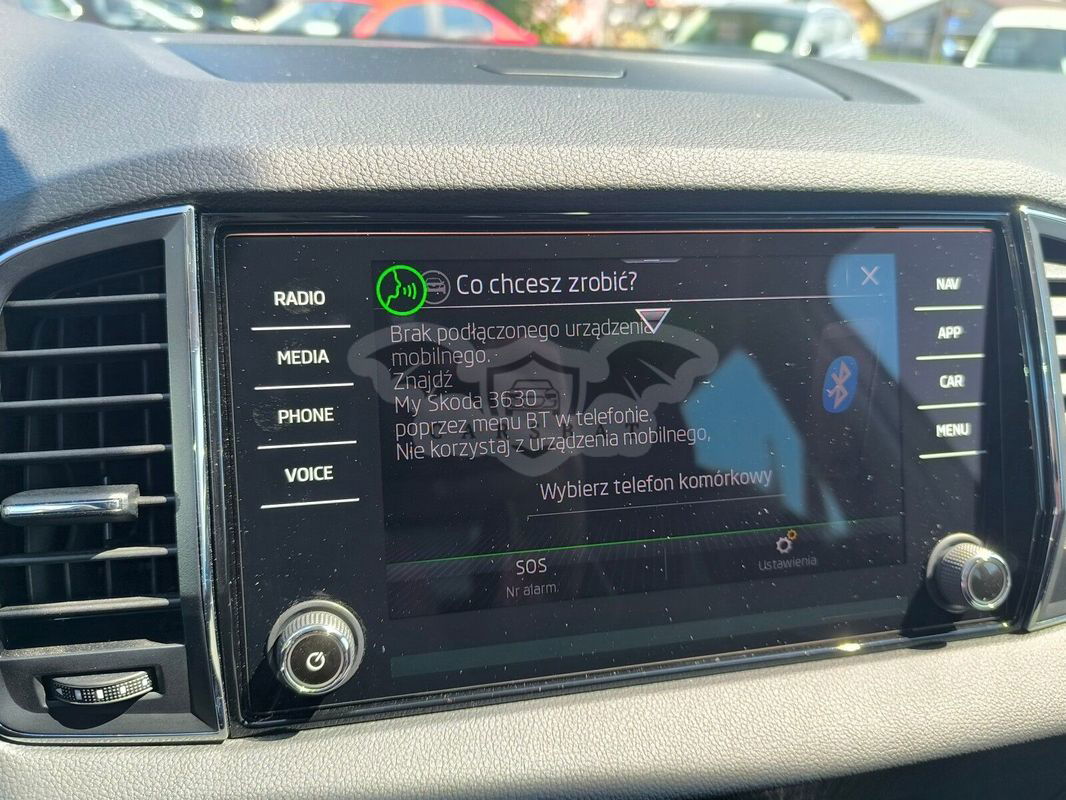 RADIO
MEDIA
PHONE
VOICE
Co chcesz zrobić?
Brak podłączonego urządzenia
mobilnego.
Znajdź
My Skoda 3630
poprzez menu BT w telefonie.
Nie korzystaj z urządzenia mobilnego,
CARSBAT
Wybierz telefon komórkowy
SOS
Nr alarm.
Ustawienia
NAV
APP
CAR
MENU